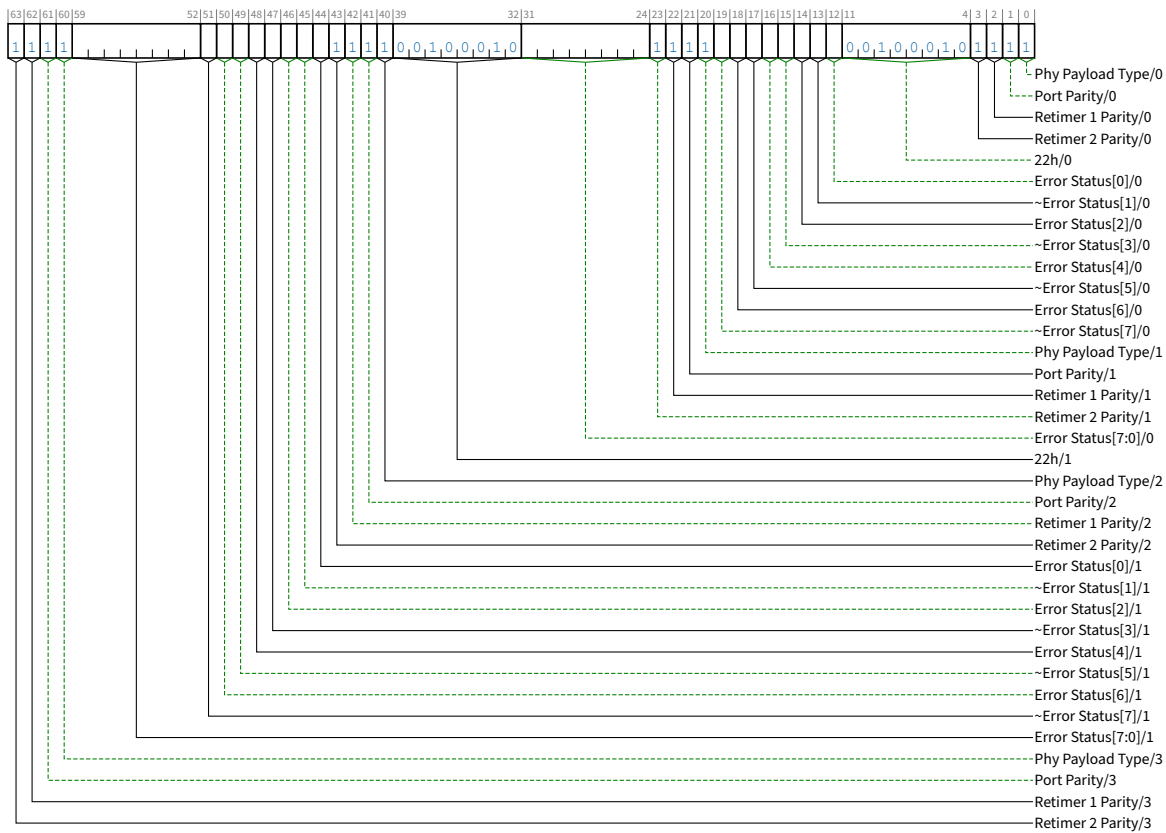 63 62 61 60 59 52 51 50 49 48 47 46 45 44 43 42 41 40 39 32 31 24 23 22 21 20 19 18 17 16 15 14 13 12 11 4 3 2 1 0
1 1 1 1 1 1 1 1 0 0 1 0 0 0 1 0 1 1 1 1 0 0 1 0 0 0 1 0 1 1 1 1
Phy Payload Type/0
Port Parity/0
Retimer 1 Parity/0
Retimer 2 Parity/0
22h/0
Error Status[0]/0
~Error Status[1]/0
Error Status[2]/0
~Error Status[3]/0
Error Status[4]/0
~Error Status[5]/0
Error Status[6]/0
~Error Status[7]/0
Phy Payload Type/1
Port Parity/1
Retimer 1 Parity/1
Retimer 2 Parity/1
Error Status[7:0]/0
22h/1
Phy Payload Type/2
Port Parity/2
Retimer 1 Parity/2
Retimer 2 Parity/2
Error Status[0]/1
~Error Status[1]/1
Error Status[2]/1
~Error Status[3]/1
Error Status[4]/1
~Error Status[5]/1
Error Status[6]/1
~Error Status[7]/1
Error Status[7:0]/1
Phy Payload Type/3
Port Parity/3
Retimer 1 Parity/3
Retimer 2 Parity/3